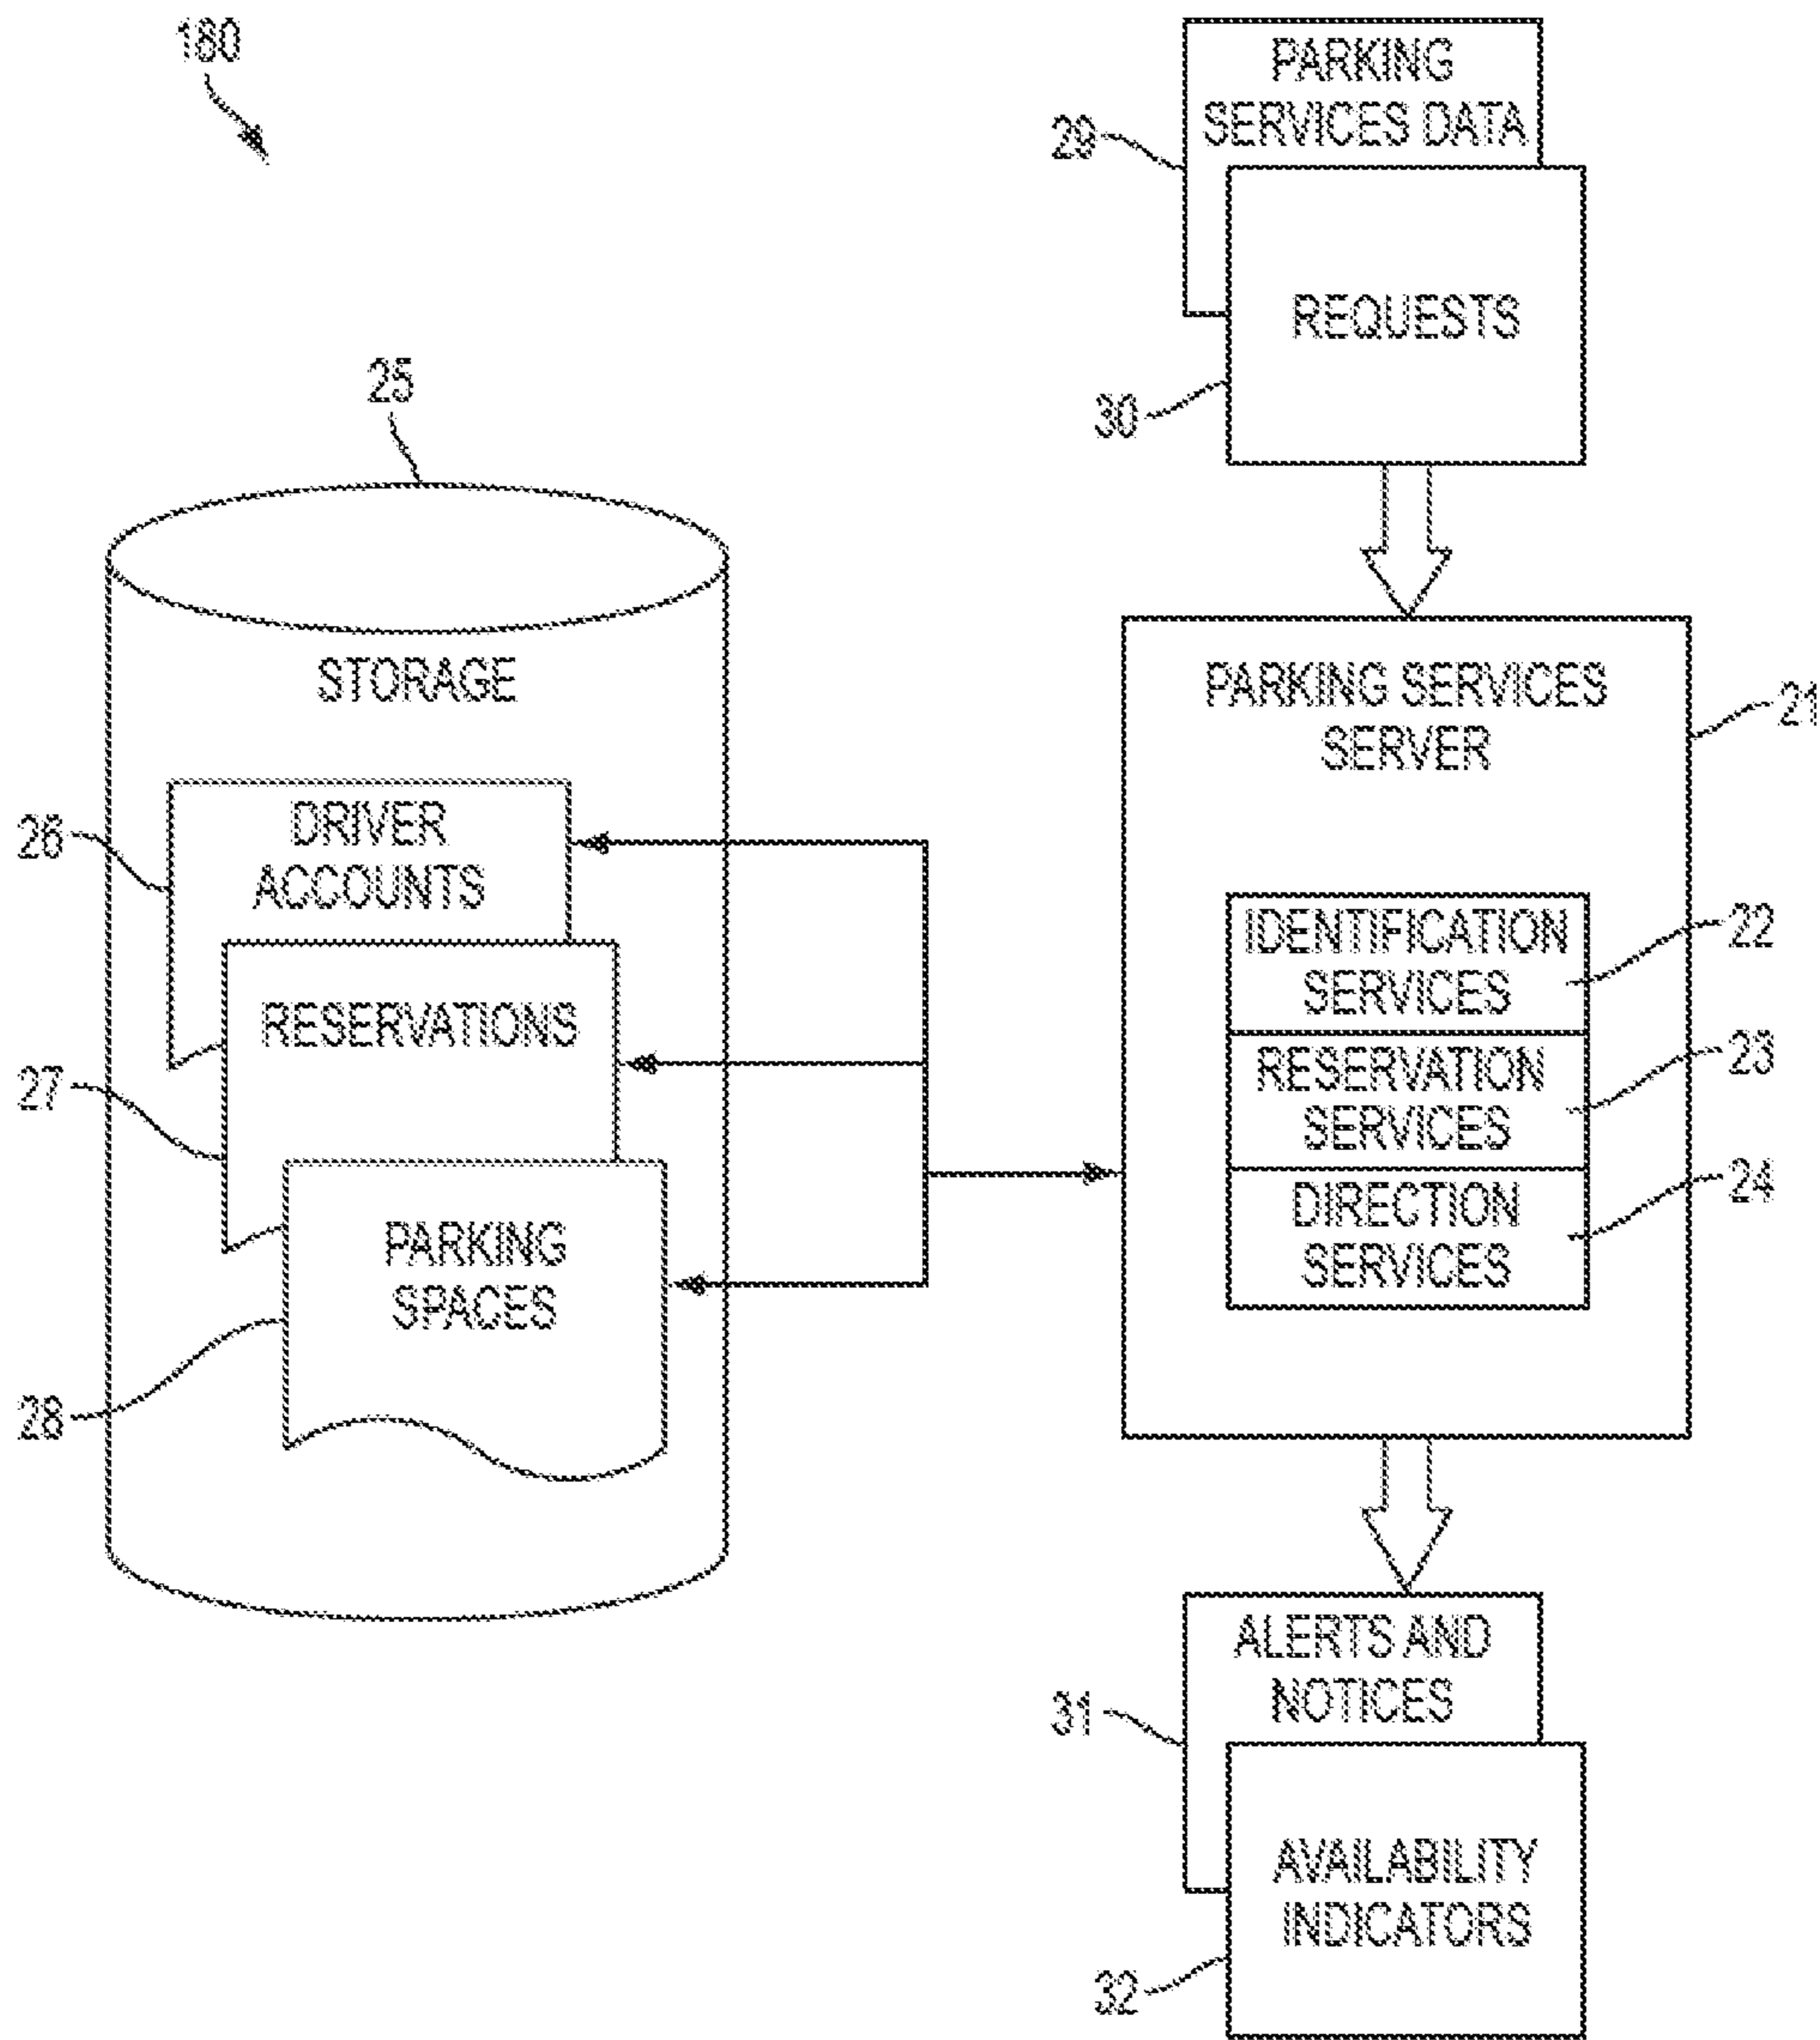 180
PARKING
SERVICES DATA
29
REQUESTS
30
25
STORAGE
PARKING SERVICES
SERVER
21
DRIVER
ACCOUNTS
26
IDENTIFICATION
SERVICES
22
RESERVATIONS
27
RESERVATION
SERVICES
23
DIRECTION
SERVICES
24
PARKING
SPACES
28
ALERTS AND
NOTICES
31
AVAILABILITY
INDICATORS
32